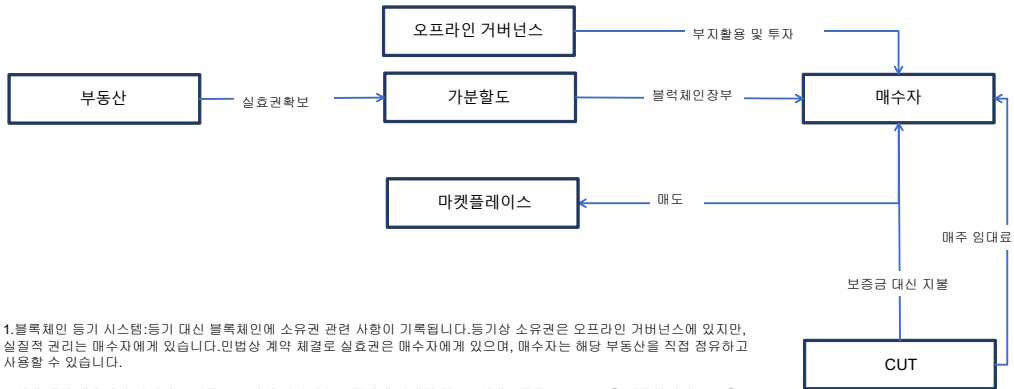 오프라인 거버넌스
부지활용 및 투자
부동산
실효권확보
가분할도
블럭체인장부
매수자
마켓플레이스
매도
매주 임대료
보증금 대신 지불
1.블록체인 등기 시스템:등기 대신 블록체인에 소유권 관련 사항이 기록됩니다.등기상 소유권은 오프라인 거버넌스에 있지만,
실질적 권리는 매수자에게 있습니다.민법상 계약 체결로 실효권은 매수자에게 있으며, 매수자는 해당 부동산을 직접 점유하고
사용할 수 있습니다.
CUT